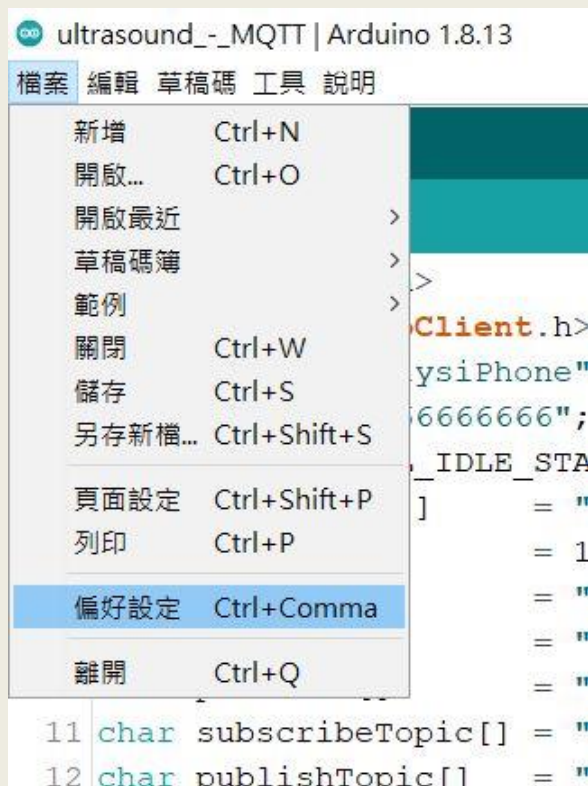 ultrasound_-_MQTT | Arduino 1.8.13
檔案 編輯 草稿碼 工具 說明
新增 Ctrl+N
開啟... Ctrl+O
開啟最近 >
草稿碼簿 >
範例 >
關閉 Ctrl+W
儲存 Ctrl+S
另存新檔... Ctrl+Shift+S
頁面設定 Ctrl+Shift+P
列印 Ctrl+P
偏好設定 Ctrl+Comma
離開 Ctrl+Q
>
Client.h>
ysiPhone"
6666666";
_IDLE_STA
] = "
= 1
= "
= "
= "
11 char subscribeTopic[] = "
12 char publishTopic[] = "